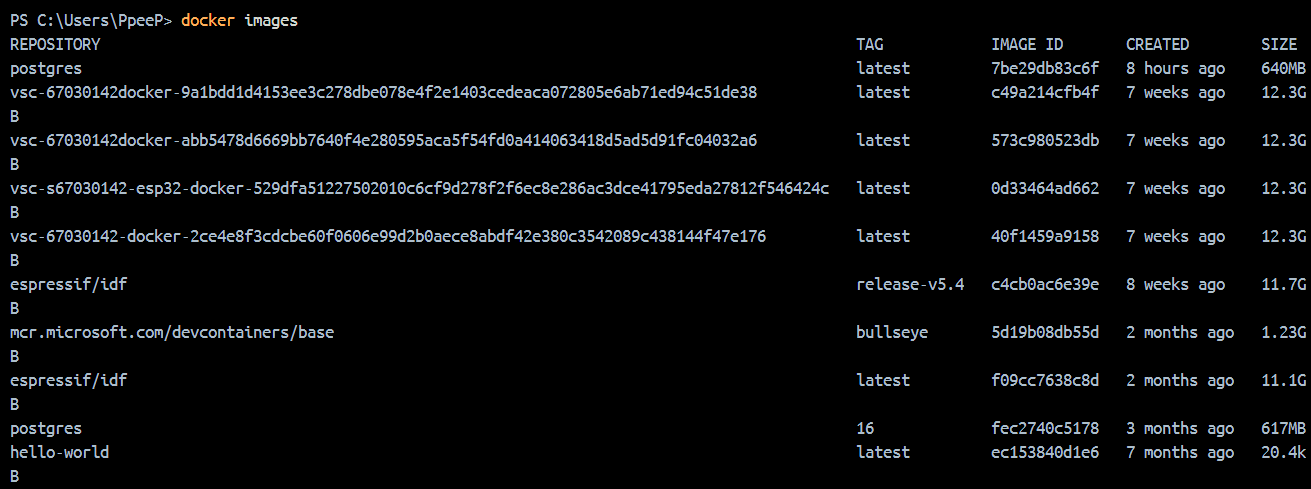 PS C:\Users\PpeeP> docker images
REPOSITORY TAG IMAGE ID CREATED SIZE
postgres latest 7be29db83c6f 8 hours ago 640MB
vsc-67030142docker-9a1bdd1d4153ee3c278dbe078e4f2e1403cedeaca072805e6ab71ed94c51de38 latest c49a214cfb4f 7 weeks ago 12.3G
B
vsc-67030142docker-abb5478d6669bb7640f4e280595aca5f54fd0a414063418d5ad5d91fc04032a6 latest 573c980523db 7 weeks ago 12.3G
B
vsc-s67030142-esp32-docker-529dfa51227502010c6cf9d278f2f6ec8e286ac3dce41795eda27812f546424c latest 0d33464ad662 7 weeks ago 12.3G
B
vsc-67030142-docker-2ce4e8f3cdcbe60f0606e99d2b0aece8abdf42e380c3542089c438144f47e176 latest 40f1459a9158 7 weeks ago 12.3G
B
espressif/idf release-v5.4 c4cb0ac6e39e 8 weeks ago 11.7G
B
mcr.microsoft.com/devcontainers/base bullseye 5d19b08db55d 2 months ago 1.23G
B
espressif/idf latest f09cc7638c8d 2 months ago 11.1G
B
postgres 16 fec2740c5178 3 months ago 617MB
hello-world latest ec153840d1e6 7 months ago 20.4k
B